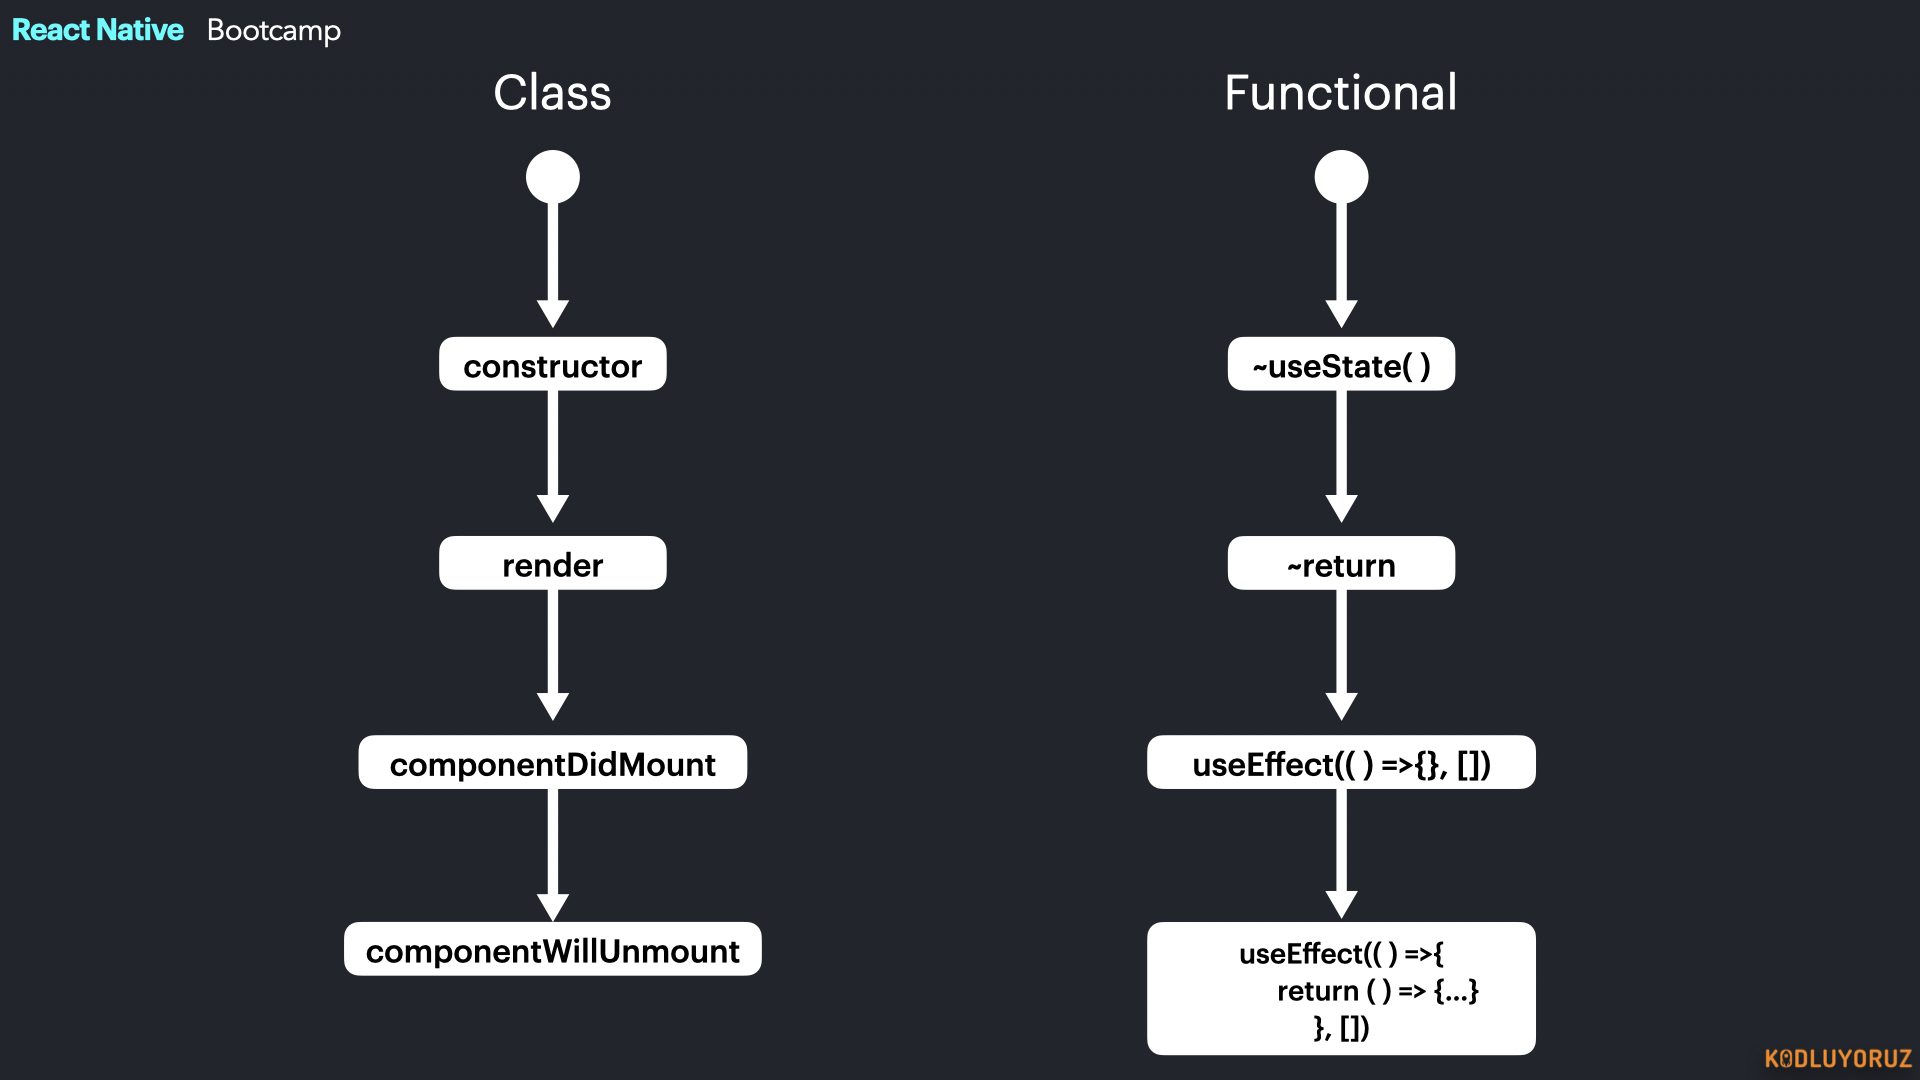 React Native Bootcamp
Class
Functional
constructor
~useState( )
render
~return
componentDidMount
useEffect(( ) =>{}, [])
componentWillUnmount
useEffect(( ) =>{
return ( ) => {...}
}, [])
KODLUYORUZ